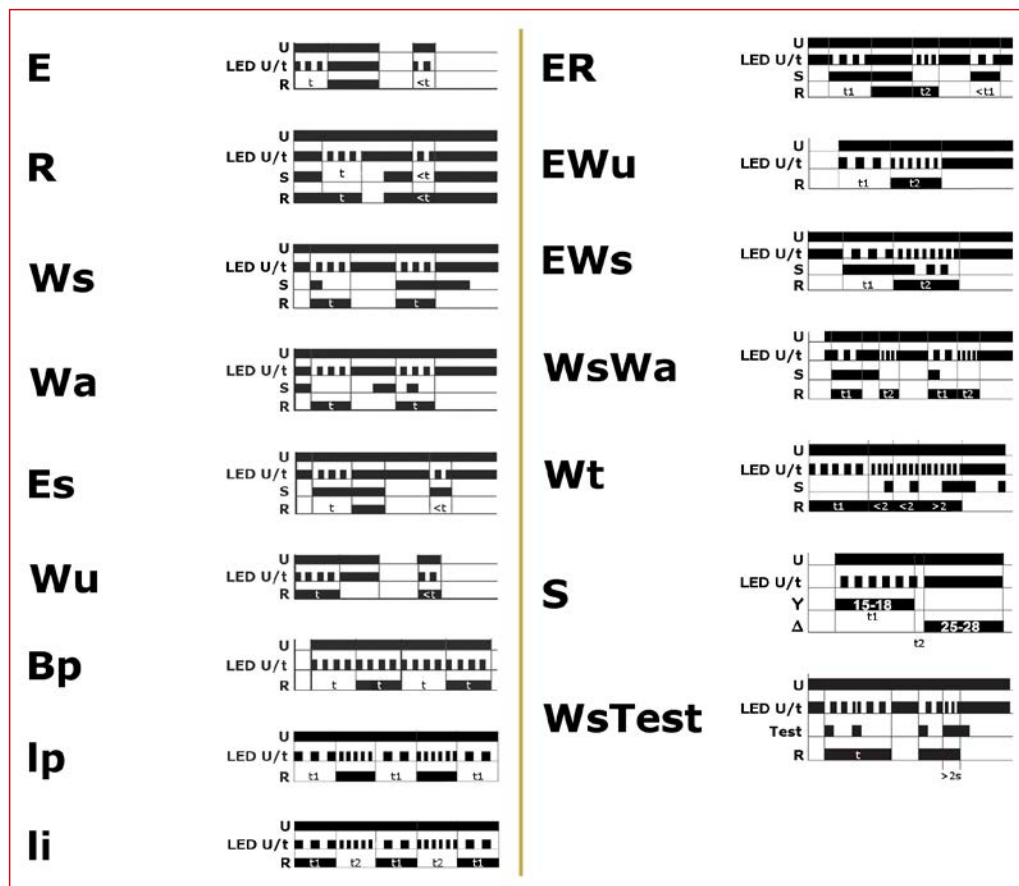 E
U
LED U/t
t
<t
R
R
U
LED U/t
t
S
<t
R
t
<t
Ws
U
LED U/t
S
R
t
t
Wa
U
LED U/t
S
R
t
t
Es
U
LED U/t
S
R
t
<t
Wu
U
LED U/t
R
t
<t
Bp
U
LED U/t
R
t
t
t
t
Ip
U
LED U/t
R
t1
t1
t1
Ii
U
LED U/t
R
t1
t2
t1
t2
t1
ER
U
LED U/t
S
R
t1
t2
<t1
EWu
U
LED U/t
R
t1
t2
EWs
U
LED U/t
S
R
t1
t2
WsWa
U
LED U/t
S
R
t1
t2
t1
t2
Wt
U
LED U/t
S
R
t1
<2
<2
>2
S
U
LED U/t
Y
15-18
t1
Δ
25-28
t2
WsTest
U
LED U/t
Test
R
t
>2s